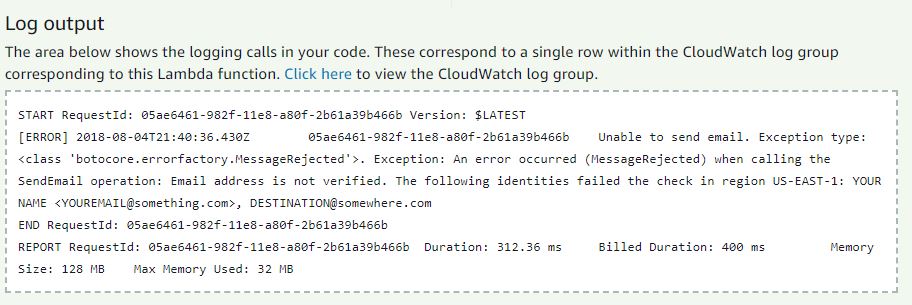 Log output
The area below shows the logging calls in your code. These correspond to a single row within the CloudWatch log group
corresponding to this Lambda function. Click here to view the CloudWatch log group.
START RequestId: 05ae6461-982f-11e8-a80f-2b61a39b466b Version: $LATEST
[ERROR] 2018-08-04T21:40:36.430Z 05ae6461-982f-11e8-a80f-2b61a39b466b Unable to send email. Exception type:
<class 'botocore.errorfactory.MessageRejected'>. Exception: An error occurred (MessageRejected) when calling the
SendEmail operation: Email address is not verified. The following identities failed the check in region US-EAST-1: YOUR
NAME <YOUREMAIL@something.com>, DESTINATION@somewhere.com
END RequestId: 05ae6461-982f-11e8-a80f-2b61a39b466b
REPORT RequestId: 05ae6461-982f-11e8-a80f-2b61a39b466b Duration: 312.36 ms Billed Duration: 400 ms Memory
Size: 128 MB Max Memory Used: 32 MB